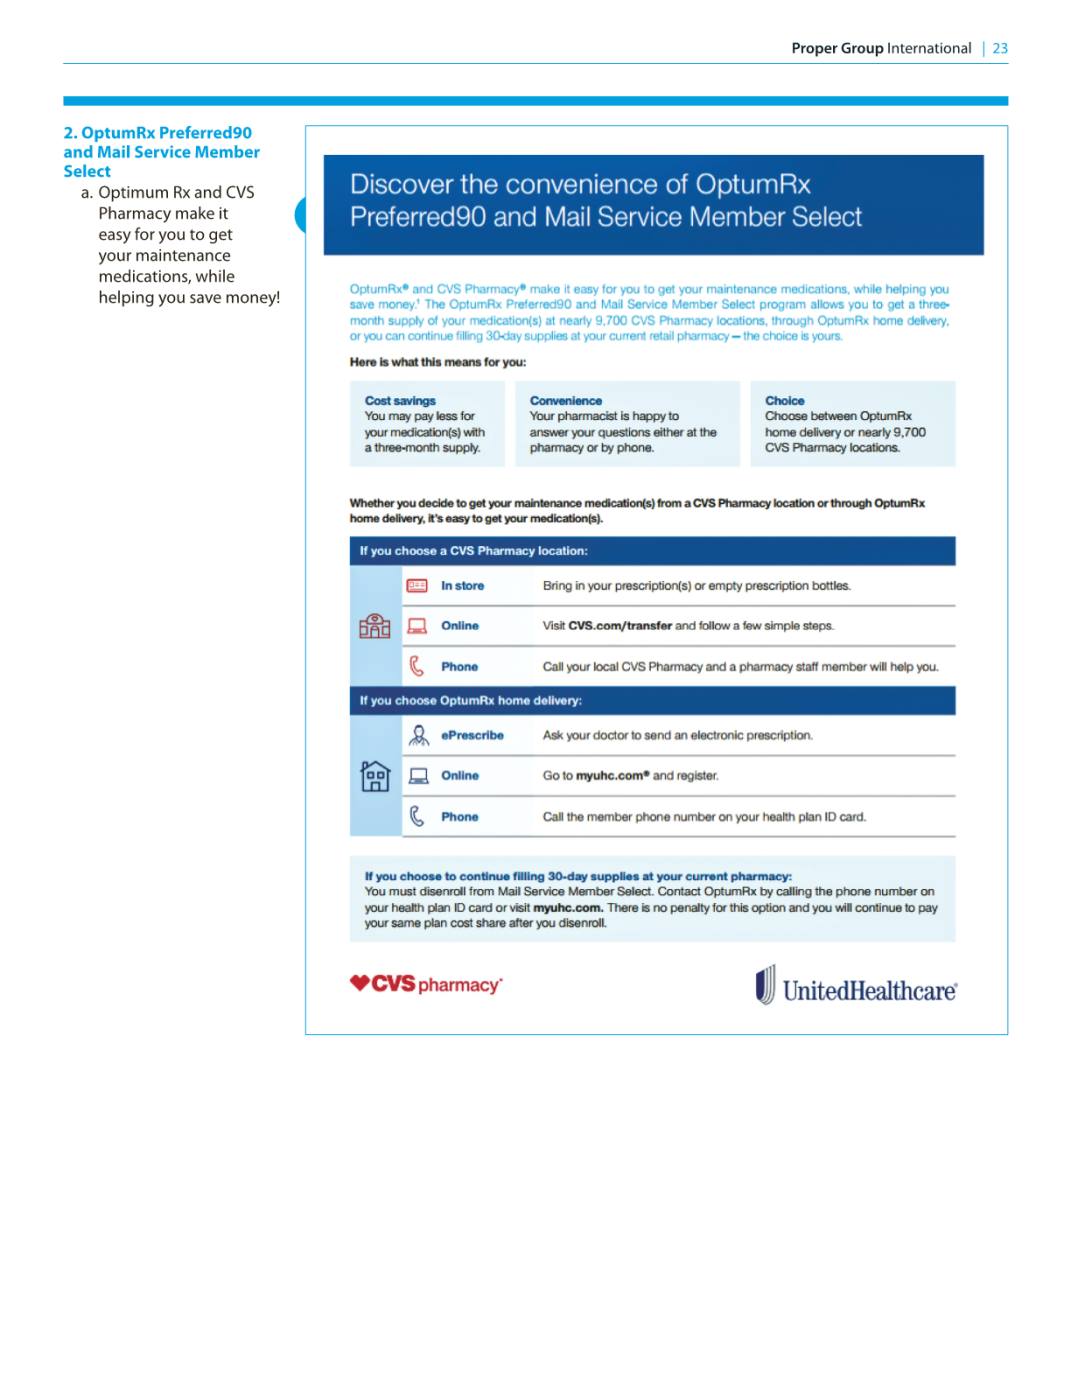 Proper Group International | 23
2. OptumRx Preferred90
and Mail Service Member
Select
a. Optimum Rx and CVS
Pharmacy make it
easy for you to get
your maintenance
medications, while
helping you save money!
Discover the convenience of OptumRx
Preferred90 and Mail Service Member Select
OptumRx® and CVS Pharmacy® make it easy for you to get your maintenance medications, while helping you
save money.¹ The OptumRx Preferred90 and Mail Service Member Select program allows you to get a three-
month supply of your medication(s) at nearly 9,700 CVS Pharmacy locations, through OptumRx home delivery,
or you can continue filling 30-day supplies at your current retail pharmacy — the choice is yours.
Here is what this means for you:
Cost savings
You may pay less for
your medication(s) with
a three-month supply.
Convenience
Your pharmacist is happy to
answer your questions either at the
pharmacy or by phone.
Choice
Choose between OptumRx
home delivery or nearly 9,700
CVS Pharmacy locations.
Whether you decide to get your maintenance medication(s) from a CVS Pharmacy location or through OptumRx
home delivery, it's easy to get your medication(s).
If you choose a CVS Pharmacy location:
In store Bring in your prescription(s) or empty prescription bottles.
Online Visit CVS.com/transfer and follow a few simple steps.
Phone Call your local CVS Pharmacy and a pharmacy staff member will help you.
If you choose OptumRx home delivery:
ePrescribe Ask your doctor to send an electronic prescription.
Online Go to myuhc.com® and register.
Phone Call the member phone number on your health plan ID card.
If you choose to continue filling 30-day supplies at your current pharmacy:
You must disenroll from Mail Service Member Select. Contact OptumRx by calling the phone number on
your health plan ID card or visit myuhc.com. There is no penalty for this option and you will continue to pay
your same plan cost share after you disenroll.
CVS pharmacy®
UnitedHealthcare®